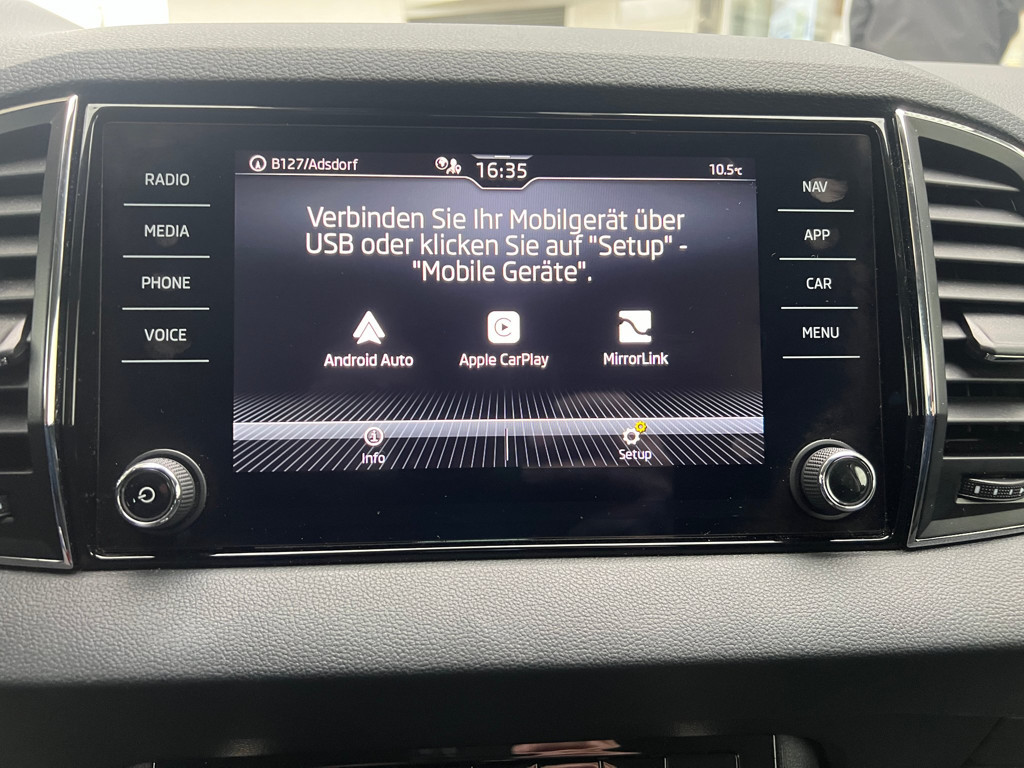 B127/Adsdorf
16:35
10.5°C
RADIO
MEDIA
PHONE
VOICE
Verbinden Sie Ihr Mobilgerät über
USB oder klicken Sie auf "Setup" -
"Mobile Geräte".
Android Auto
Apple CarPlay
MirrorLink
Info
Setup
NAV
APP
CAR
MENU